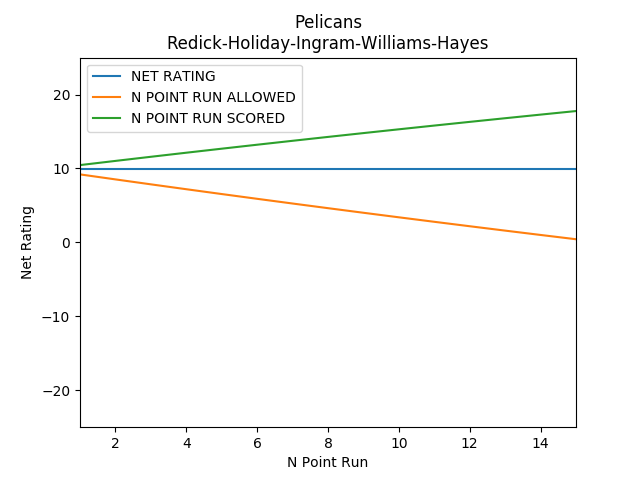 Pelicans
Redick-Holiday-Ingram-Williams-Hayes
NET RATING
N POINT RUN ALLOWED
N POINT RUN SCORED
20
10
0
−10
−20
Net Rating
2 4 6 8 10 12 14
N Point Run